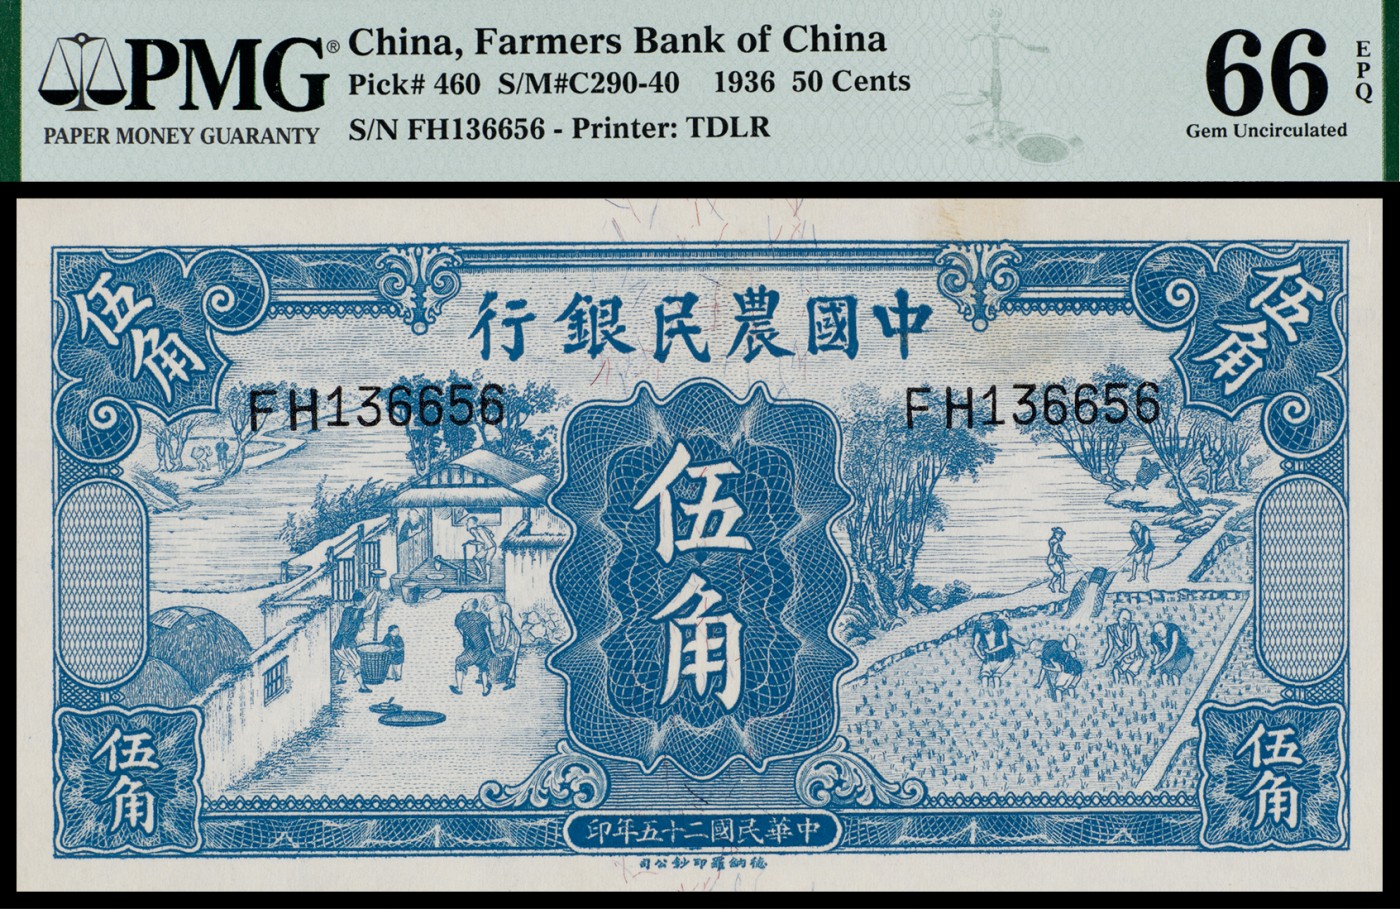 PMG® China, Farmers Bank of China
Pick# 460 S/M#C290-40 1936 50 Cents
S/N FH136656 - Printer: TDLR
PAPER MONEY GUARANTY
66 EPQ
Gem Uncirculated
伍角
伍角
中國農民銀行
FH136656
FH136656
伍角
伍角
伍角
中華民國二十五年印
德納羅印鈔公司